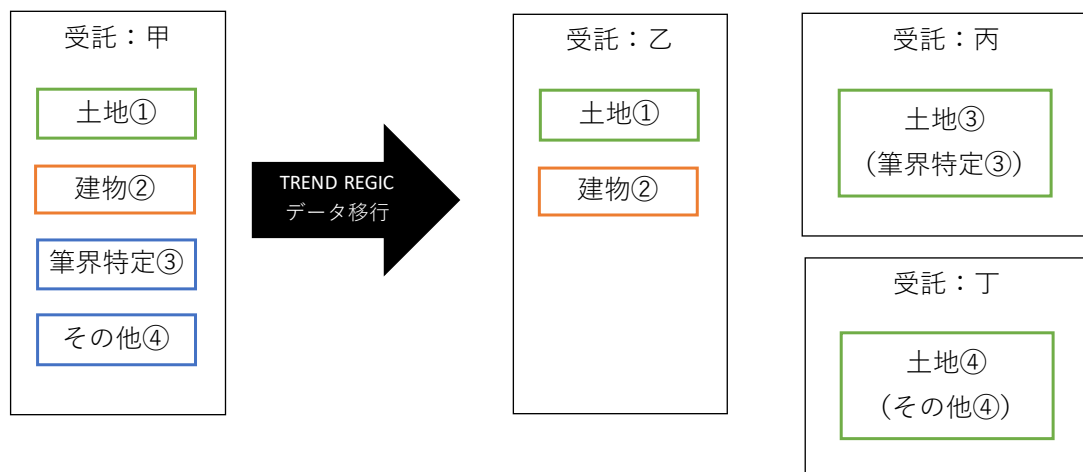 受託：甲
土地①
建物②
筆界特定③
その他④
TREND REGIC
データ移行
受託：乙
土地①
建物②
受託：丙
土地③
（筆界特定③）
受託：丁
土地④
（その他④）